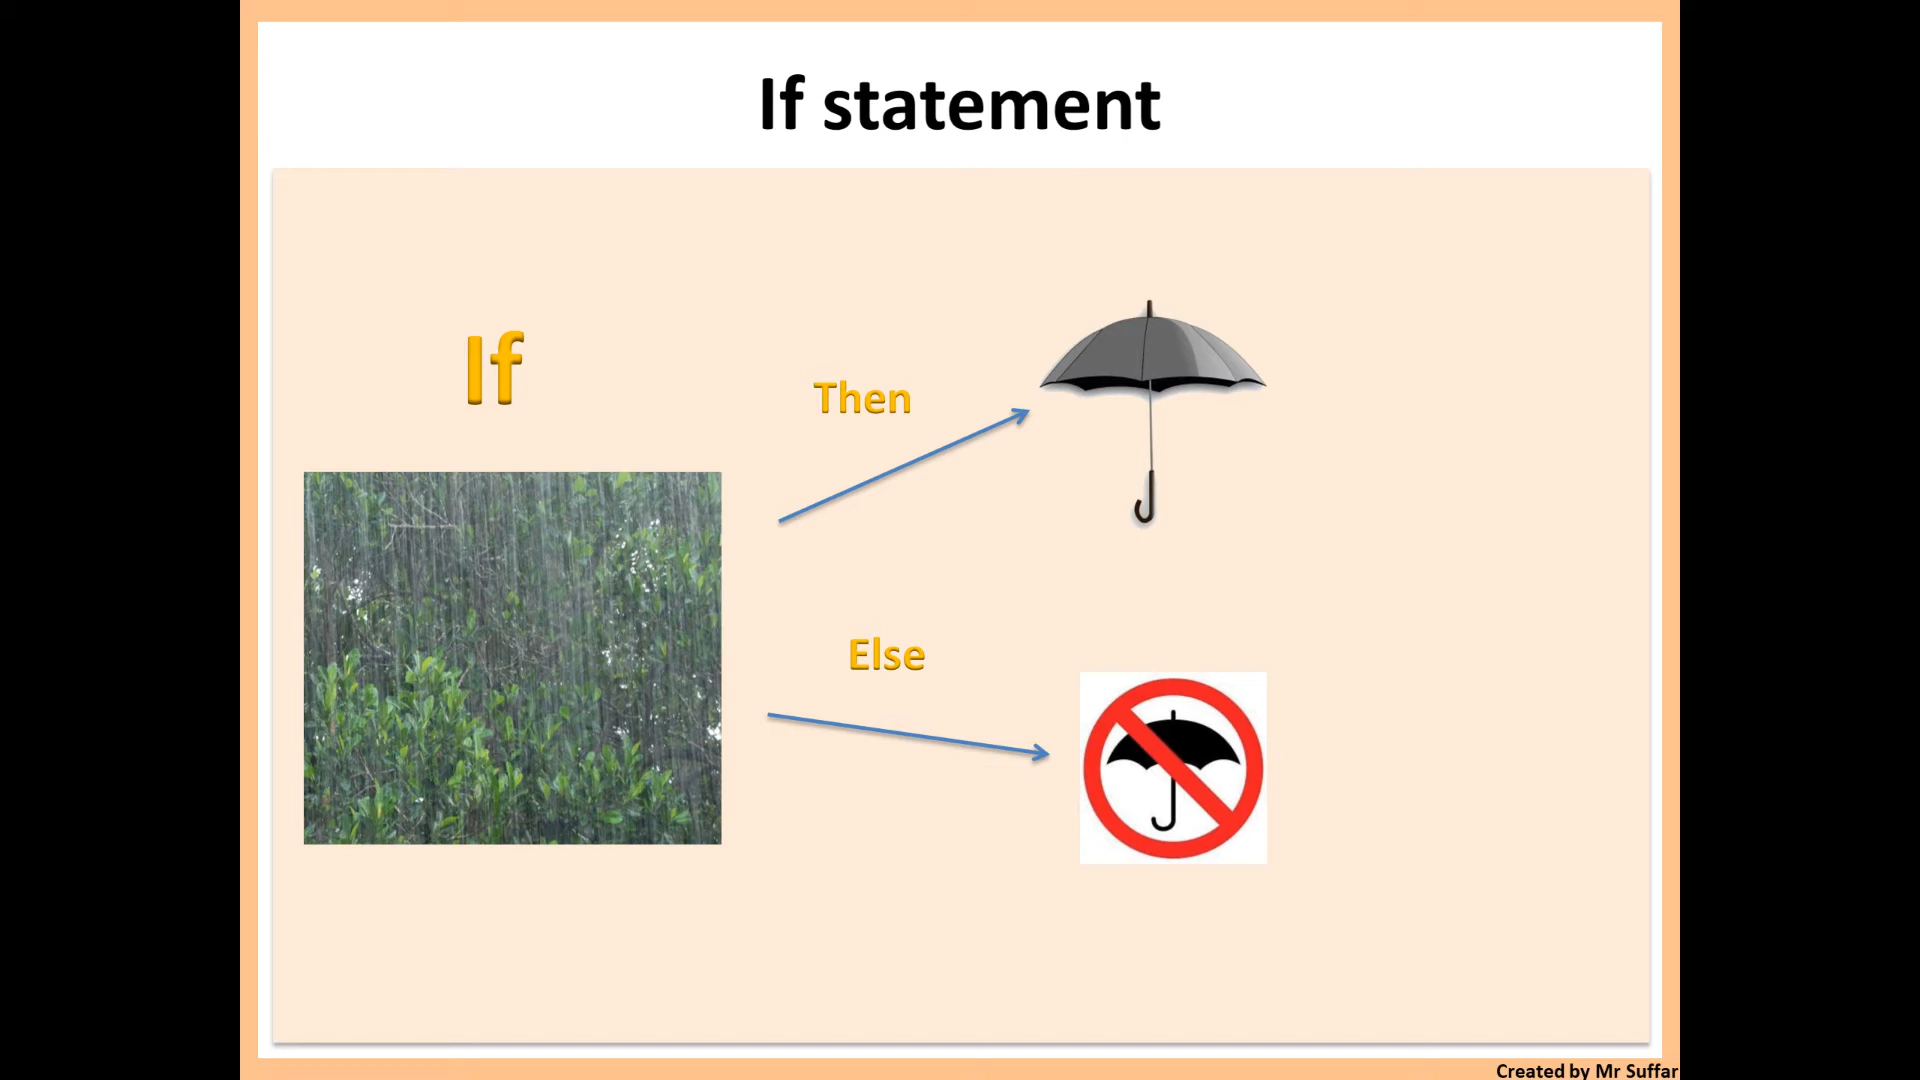 If statement
If
Then
Else
Created by Mr Suffar